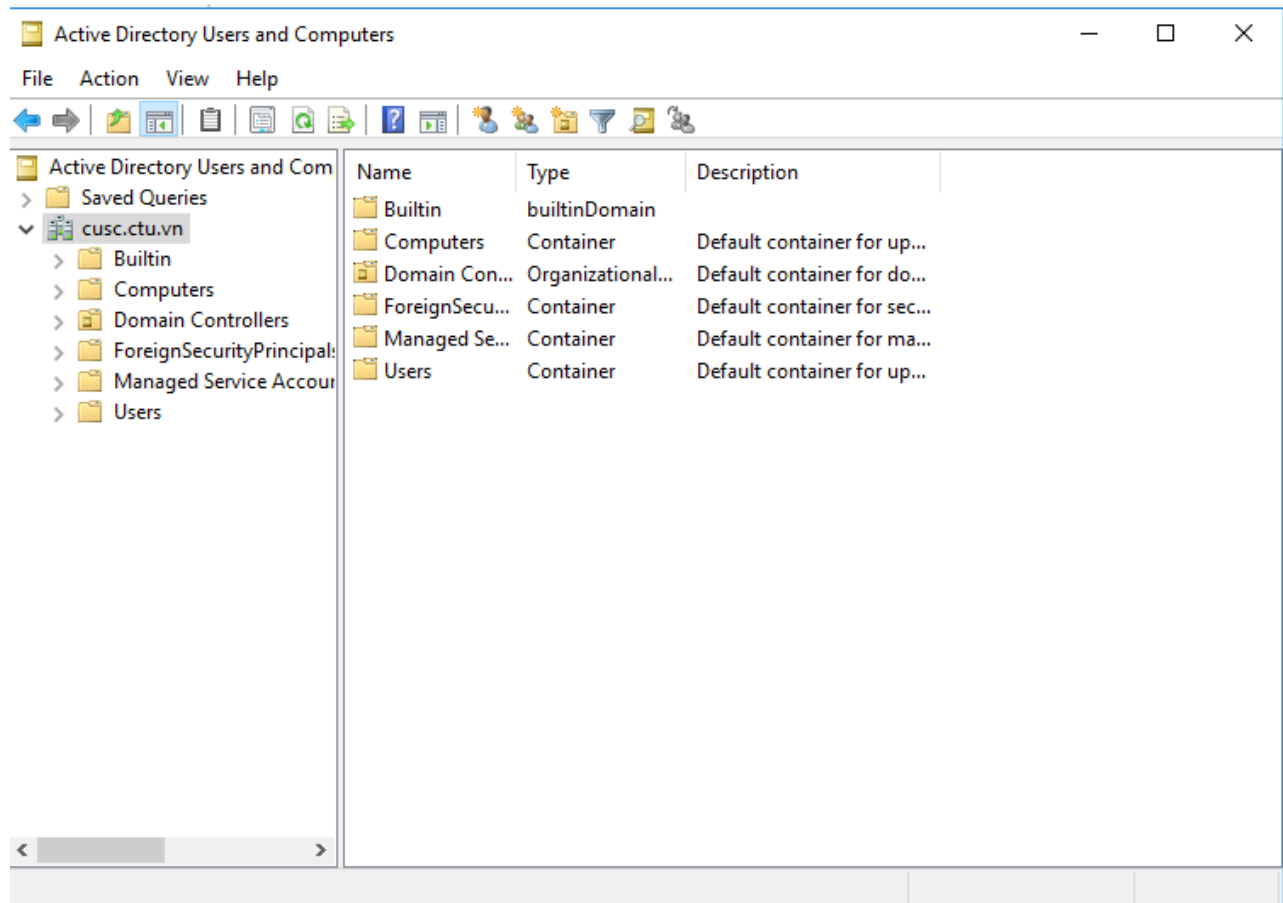 Active Directory Users and Computers
File Action View Help
Active Directory Users and Com
Saved Queries
cusc.ctu.vn
Builtin
Computers
Domain Controllers
ForeignSecurityPrincipals
Managed Service Accour
Users
Name Type Description
Builtin builtinDomain
Computers Container Default container for up...
Domain Con... Organizational... Default container for do...
ForeignSecu... Container Default container for sec...
Managed Se... Container Default container for ma...
Users Container Default container for up...